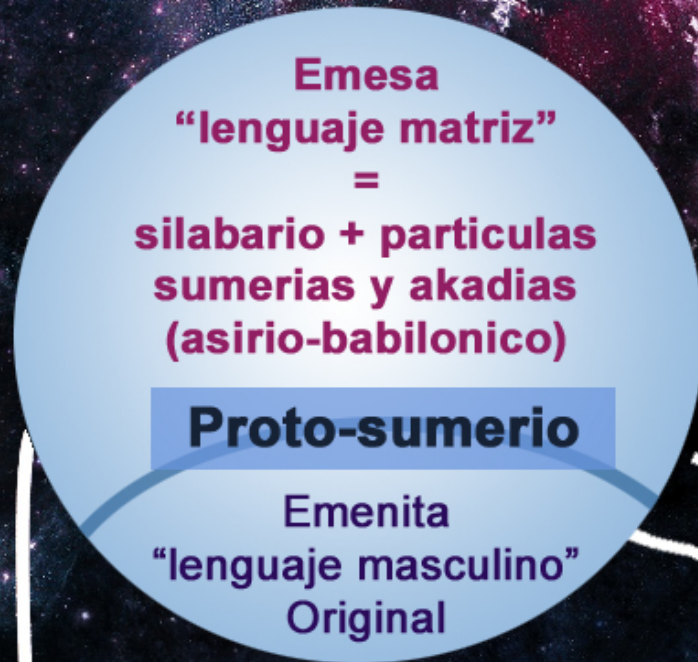 Emesa
“lenguaje matriz”
=
silabario + particulas
sumerias y akadias
(asirio-babilonico)
Proto-sumerio
Emenita
“lenguaje masculino”
Original